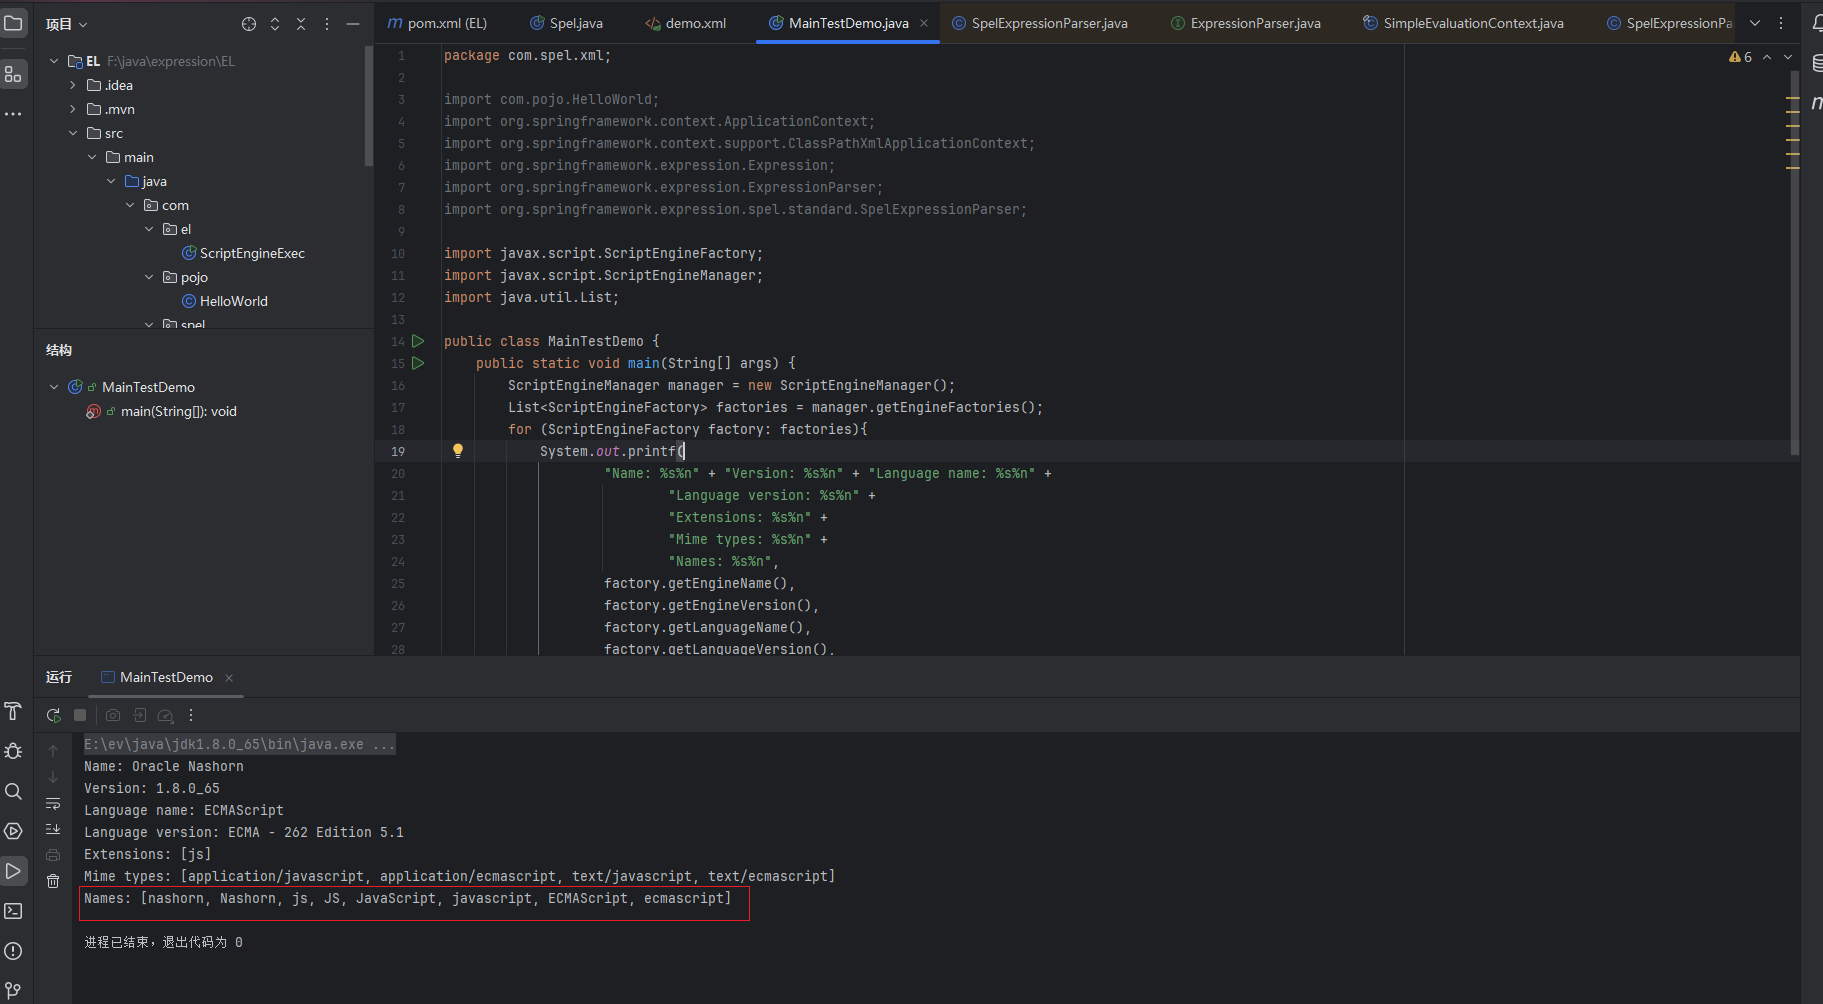 项目
EL F:\java\expression\EL
.idea
.mvn
src
main
java
com
el
ScriptEngineExec
pojo
HelloWorld
spel
结构
MainTestDemo
main(String[]): void
m pom.xml (EL)
Spel.java
demo.xml
MainTestDemo.java
SpelExpressionParser.java
ExpressionParser.java
SimpleEvaluationContext.java
SpelExpressionPa
6
1 package com.spel.xml;
2
3 import com.pojo.HelloWorld;
4 import org.springframework.context.ApplicationContext;
5 import org.springframework.context.support.ClassPathXmlApplicationContext;
6 import org.springframework.expression.Expression;
7 import org.springframework.expression.ExpressionParser;
8 import org.springframework.expression.spel.standard.SpelExpressionParser;
9
10 import javax.script.ScriptEngineFactory;
11 import javax.script.ScriptEngineManager;
12 import java.util.List;
13
14 public class MainTestDemo {
15 public static void main(String[] args) {
16 ScriptEngineManager manager = new ScriptEngineManager();
17 List<ScriptEngineFactory> factories = manager.getEngineFactories();
18 for (ScriptEngineFactory factory: factories){
19 System.out.printf(
20 "Name: %s%n" + "Version: %s%n" + "Language name: %s%n" +
21 "Language version: %s%n" +
22 "Extensions: %s%n" +
23 "Mime types: %s%n" +
24 "Names: %s%n",
25 factory.getEngineName(),
26 factory.getEngineVersion(),
27 factory.getLanguageName(),
28 factory.getLanguageVersion(),
运行
MainTestDemo
E:\ev\java\jdk1.8.0_65\bin\java.exe ...
Name: Oracle Nashorn
Version: 1.8.0_65
Language name: ECMAScript
Language version: ECMA - 262 Edition 5.1
Extensions: [js]
Mime types: [application/javascript, application/ecmascript, text/javascript, text/ecmascript]
Names: [nashorn, Nashorn, js, JS, JavaScript, javascript, ECMAScript, ecmascript]
进程已结束，退出代码为 0